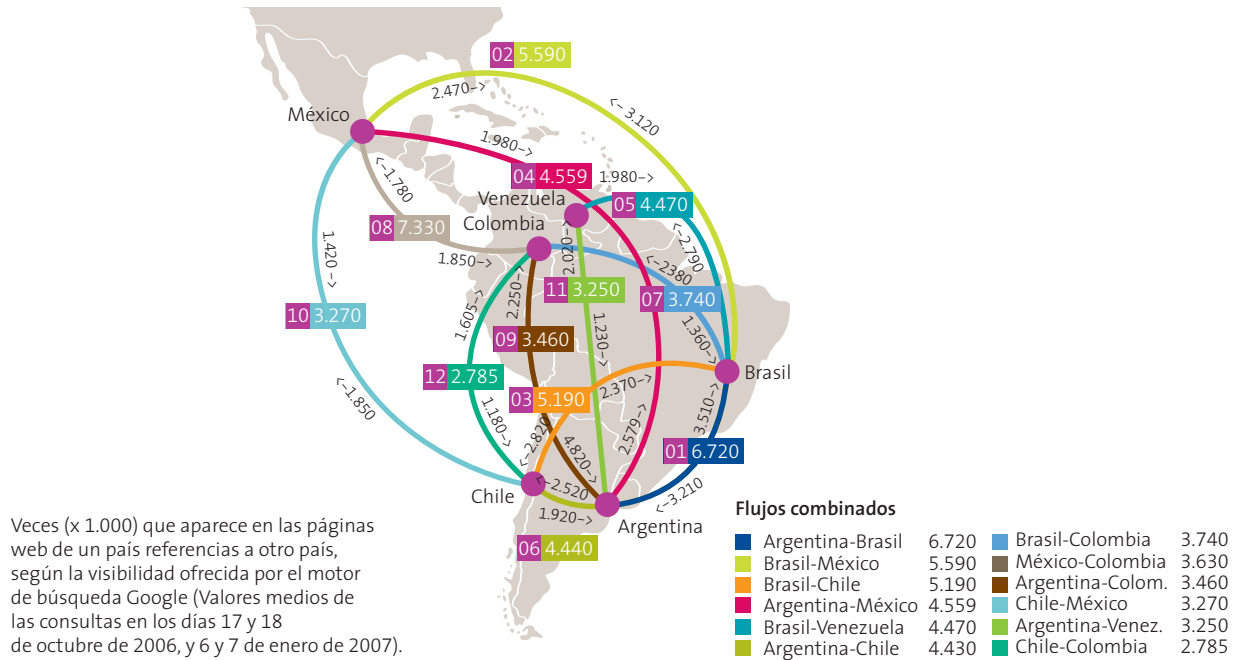 02 5.590
2.470->
<- 3.120
México
1.980->
<-1.780
04 4.559
1.980->
Venezuela
05 4.470
Colombia
08 7.330
<-2.790
2.020->
1.420 ->
1.850->
<-2380
2.250->
11 3.250
07 3.740
10 3.270
1.605->
1.230->
1.360->
09 3.460
Brasil
12 2.785
2.370->
<-1.850
03 5.190
3.510->
1.180->
<-2.820
2.579->
4.820->
01 6.720
<-2.520
Chile
<-3.210
1.920->
Argentina
06 4.440
Veces (x 1.000) que aparece en las páginas
web de un país referencias a otro país,
según la visibilidad ofrecida por el motor
de búsqueda Google (Valores medios de
las consultas en los días 17 y 18
de octubre de 2006, y 6 y 7 de enero de 2007).
Flujos combinados
Argentina-Brasil 6.720
Brasil-México 5.590
Brasil-Chile 5.190
Argentina-México 4.559
Brasil-Venezuela 4.470
Argentina-Chile 4.430
Brasil-Colombia 3.740
México-Colombia 3.630
Argentina-Colom. 3.460
Chile-México 3.270
Argentina-Venez. 3.250
Chile-Colombia 2.785